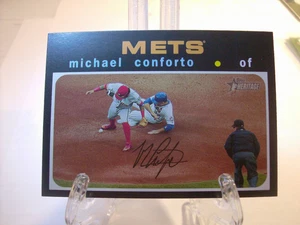 METS
michael conforto • of
HERITAGE